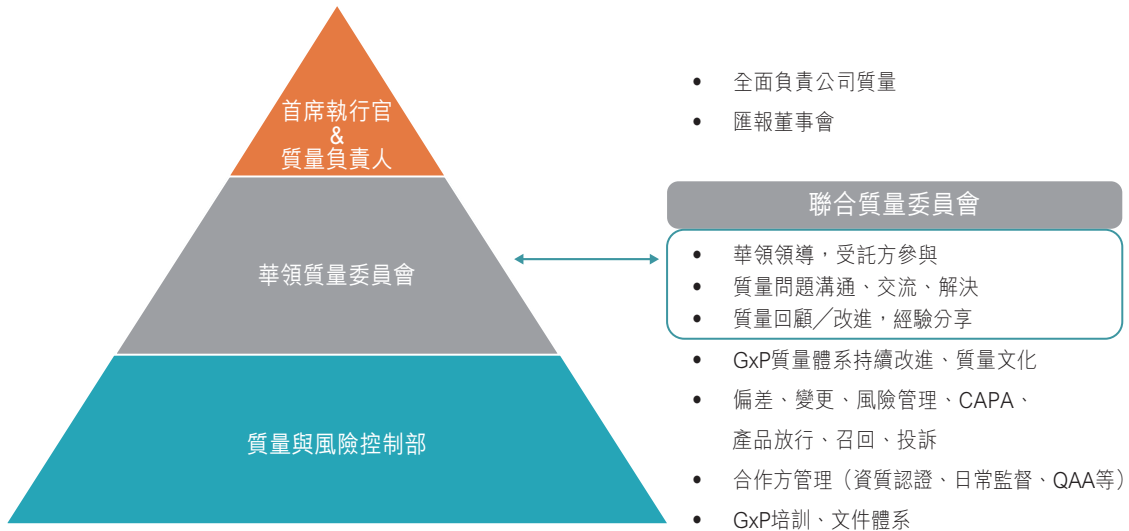 首席執行官
&
質量負責人
華領質量委員會
質量與風險控制部
• 全面負責公司質量
• 匯報董事會
聯合質量委員會
• 華領領導，受託方參與
• 質量問題溝通、交流、解決
• 質量回顧╱改進，經驗分享
• GxP質量體系持續改進、質量文化
• 偏差、變更、風險管理、CAPA、
產品放行、召回、投訴
• 合作方管理（資質認證、日常監督、QAA等）
• GxP培訓、文件體系